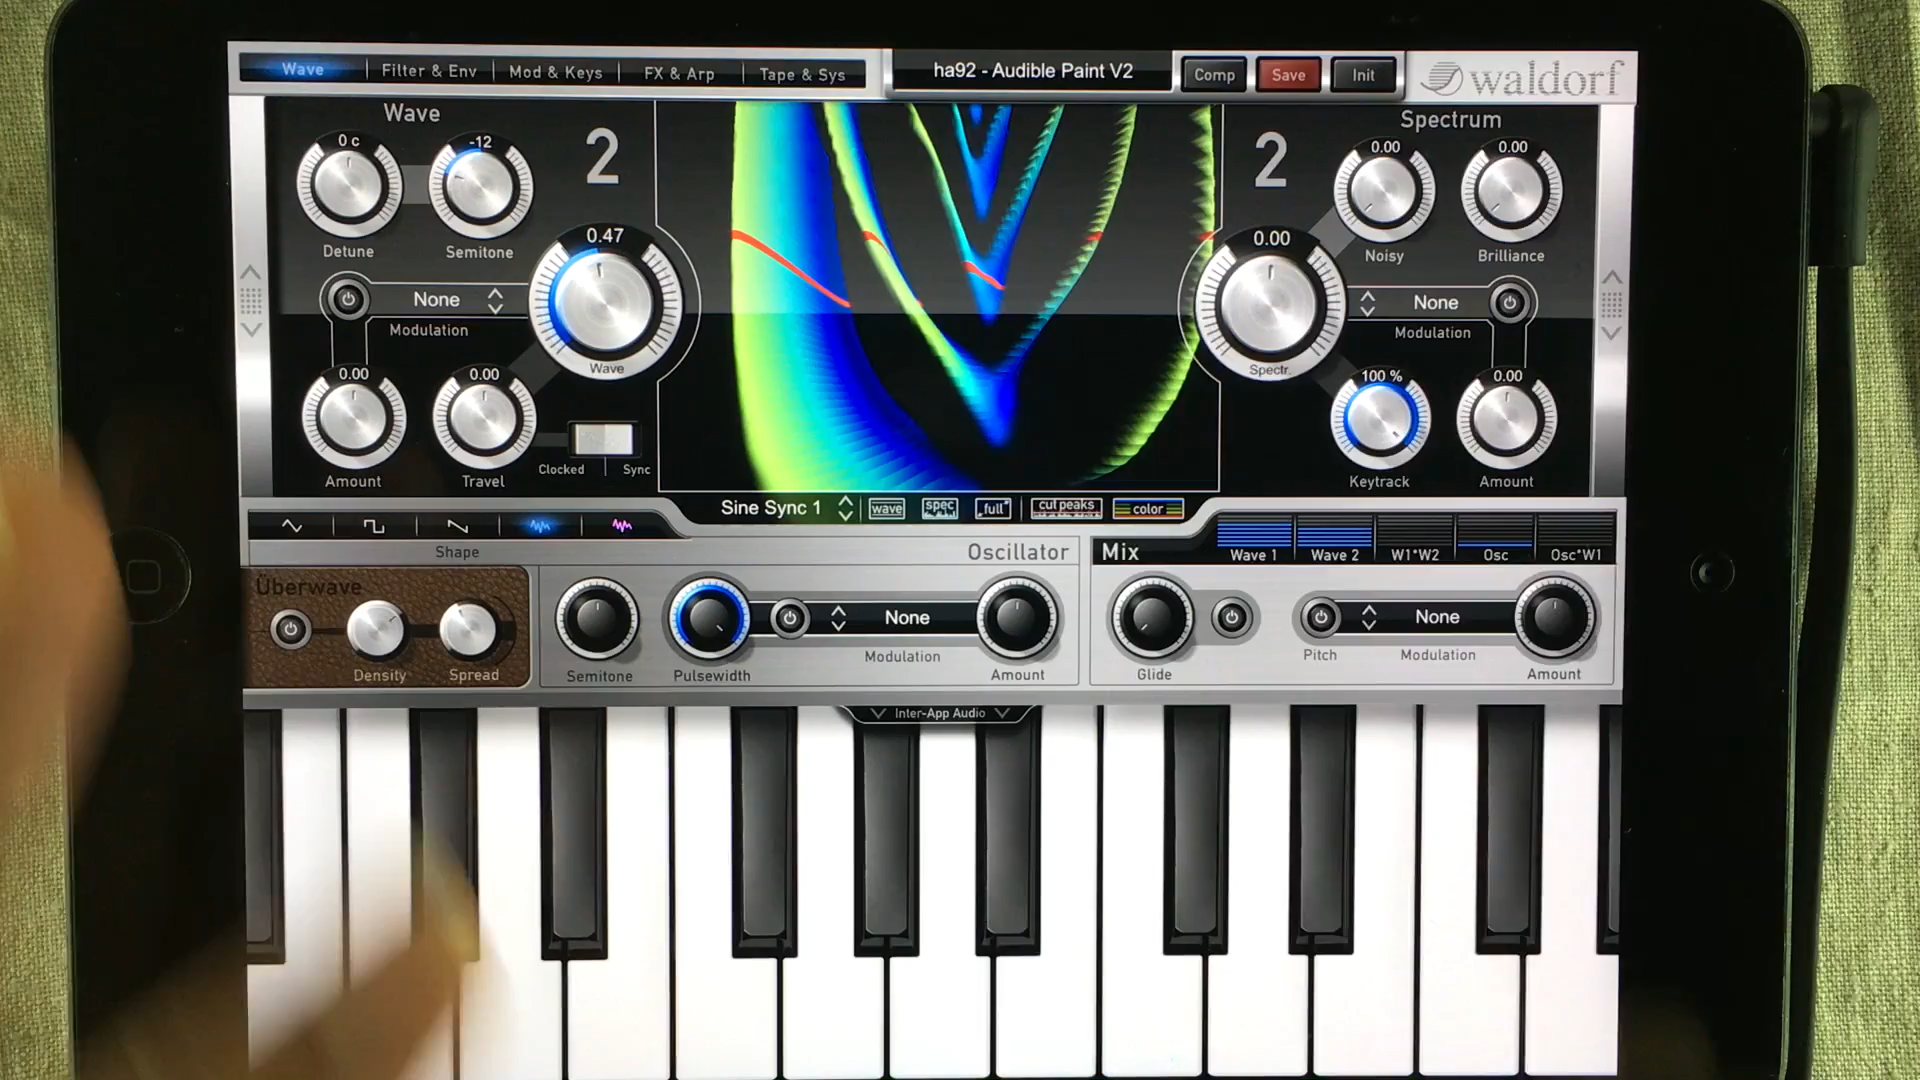 Wave Filter & Env Mod & Keys FX & Arp Tape & Sys ha92 - Audible Paint V2 Comp Save Init waldorf
Wave
0 c -12
2
Detune Semitone
0.47
Wave
None
Modulation
0.00 0.00
Amount Travel
Clocked Sync
Spectrum
2
0.00 0.00
Noisy Brilliance
0.00
Spectr.
None
Modulation
100 % 0.00
Keytrack Amount
Sine Sync 1 wave spec full cut peaks color
Shape
Oscillator
Mix
Wave 1 Wave 2 W1*W2 Osc Osc*W1
Überwave
Density Spread
Semitone Pulsewidth
None
Modulation
Amount
Glide
Pitch
None
Modulation
Amount
Inter-App Audio